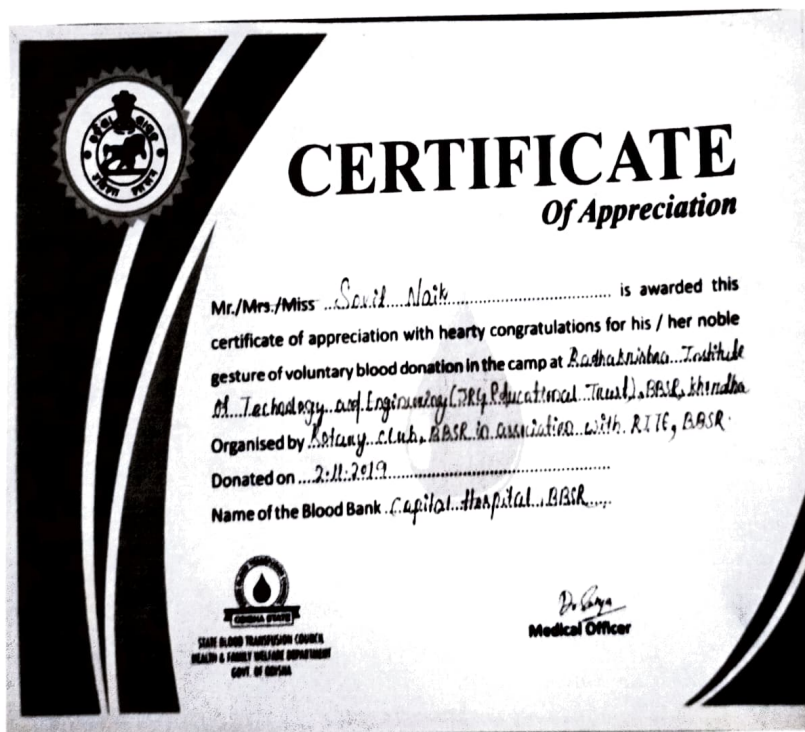 CERTIFICATE
Of Appreciation
Mr./Mrs./Miss ... Naik ... is awarded this
certificate of appreciation with hearty congratulations for his / her noble
gesture of voluntary blood donation in the camp at Radhakrishna Institute
Of Technology and Engineering ( Educational Trust), BBSR, Khurdha
Organised by Rotary Club, BBSR in association with RITE, BBSR.
Donated on ... 2.11.2019 ...
Name of the Blood Bank . Capital Hospital, BBSR ...
ODISHA STATE
STATE BLOOD TRANSFUSION COUNCIL
HEALTH & FAMILY WELFARE DEPARTMENT
GOVT. OF ODISHA
Medical Officer